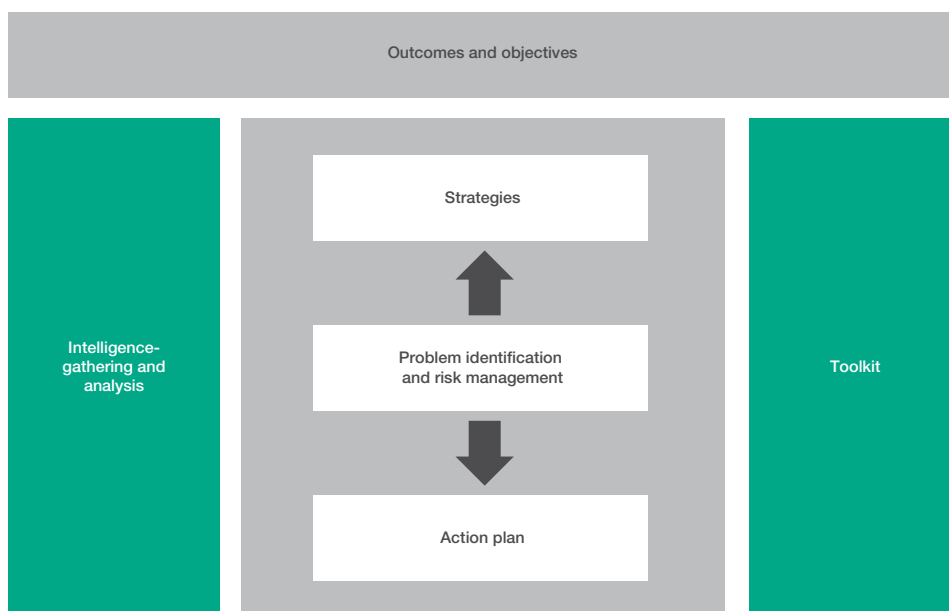 Outcomes and objectives
Strategies
Intelligence-
gathering and
analysis
Problem identification
and risk management
Toolkit
Action plan